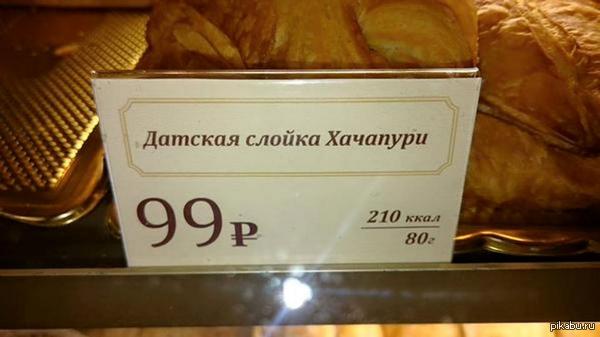 Датская слойка Хачапури
99₽
210 ккал
80г
pikabu.ru